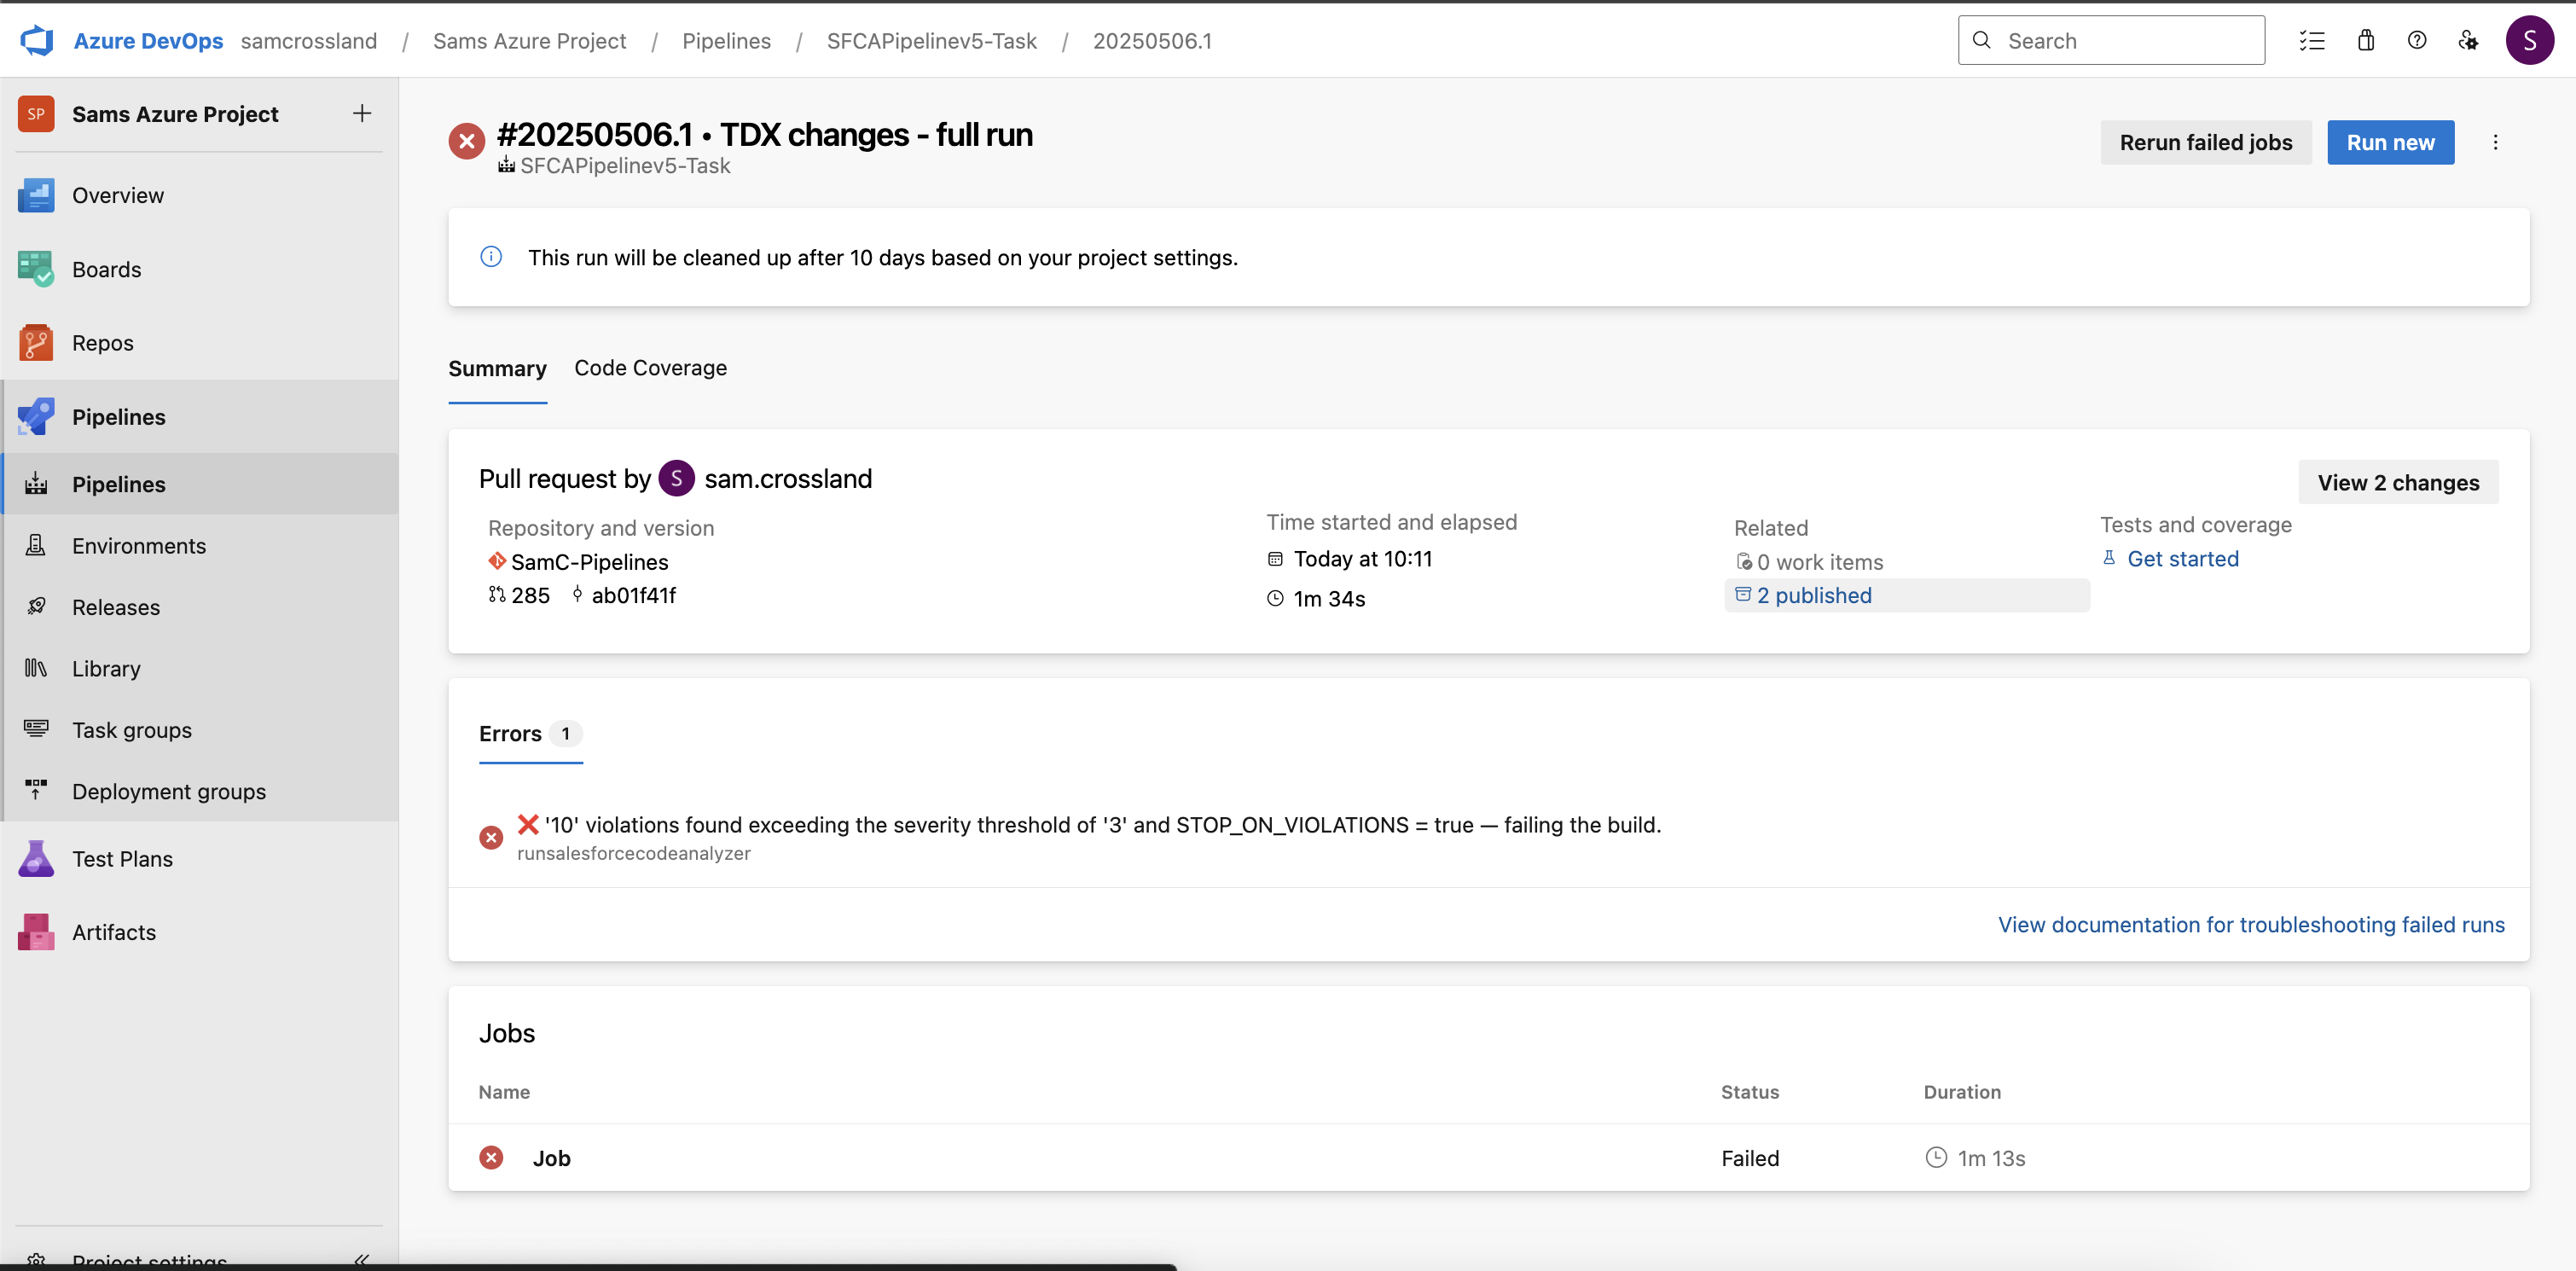 Azure DevOps samcrossland / Sams Azure Project / Pipelines / SFCAPipelinev5-Task / 20250506.1
Search
S
SP Sams Azure Project
Overview
Boards
Repos
Pipelines
Pipelines
Environments
Releases
Library
Task groups
Deployment groups
Test Plans
Artifacts
Project settings
#20250506.1 • TDX changes - full run
SFCAPipelinev5-Task
Rerun failed jobs
Run new
This run will be cleaned up after 10 days based on your project settings.
Summary Code Coverage
Pull request by S sam.crossland
View 2 changes
Repository and version
SamC-Pipelines
285 ab01f41f
Time started and elapsed
Today at 10:11
1m 34s
Related
0 work items
2 published
Tests and coverage
Get started
Errors 1
❌ '10' violations found exceeding the severity threshold of '3' and STOP_ON_VIOLATIONS = true — failing the build.
runsalesforcecodeanalyzer
View documentation for troubleshooting failed runs
Jobs
Name Status Duration
Job Failed 1m 13s